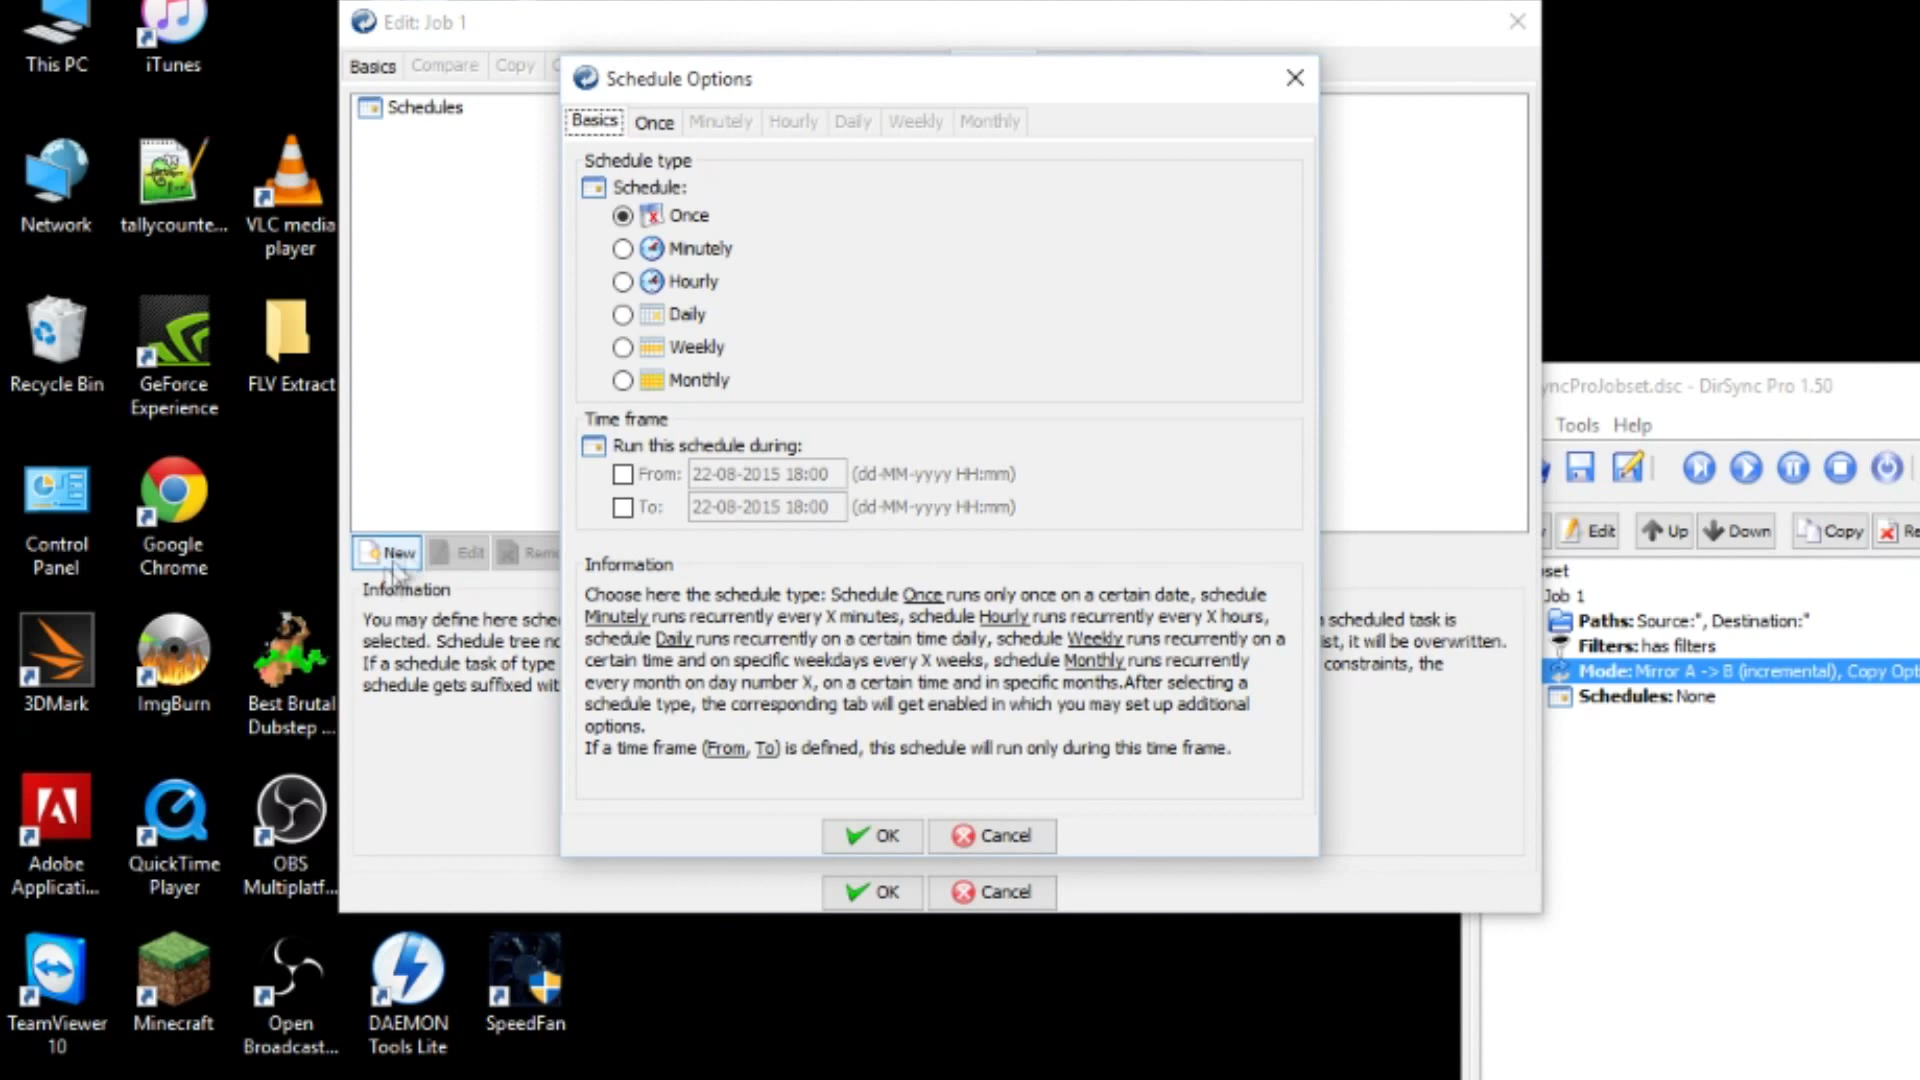 This PC
iTunes
Network
tallycounte...
VLC media
player
Recycle Bin
GeForce
Experience
FLV Extract
Control
Panel
Google
Chrome
3DMark
ImgBurn
Best Brutal
Dubstep ...
Adobe
Applicati...
QuickTime
Player
OBS
Multiplatf...
TeamViewer
10
Minecraft
Open
Broadcast...
DAEMON
Tools Lite
SpeedFan
Edit: Job 1
Basics Compare Copy
Schedules
New Edit
Information
You may define here
selected. Schedule tree
If a schedule task of type
schedule gets suffixed
scheduled task is
it will be overwritten.
constraints, the
OK Cancel
Schedule Options
Basics Once Minutely Hourly Daily Weekly Monthly
Schedule type
Schedule:
Once
Minutely
Hourly
Daily
Weekly
Monthly
Time frame
Run this schedule during:
From: 22-08-2015 18:00 (dd-MM-yyyy HH:mm)
To: 22-08-2015 18:00 (dd-MM-yyyy HH:mm)
Information
Choose here the schedule type: Schedule Once runs only once on a certain date, schedule
Minutely runs recurrently every X minutes, schedule Hourly runs recurrently every X hours,
schedule Daily runs recurrently on a certain time daily, schedule Weekly runs recurrently on a
certain time and on specific weekdays every X weeks, schedule Monthly runs recurrently
every month on day number X, on a certain time and in specific months.After selecting a
schedule type, the corresponding tab will get enabled in which you may set up additional
options.
If a time frame (From, To) is defined, this schedule will run only during this time frame.
OK Cancel
yncProJobset.dsc - DirSync Pro 1.50
Tools Help
Edit Up Down Copy
Job 1
Paths: Source:'', Destination:''
Filters: has filters
Mode: Mirror A -> B (incremental), Copy
Schedules: None